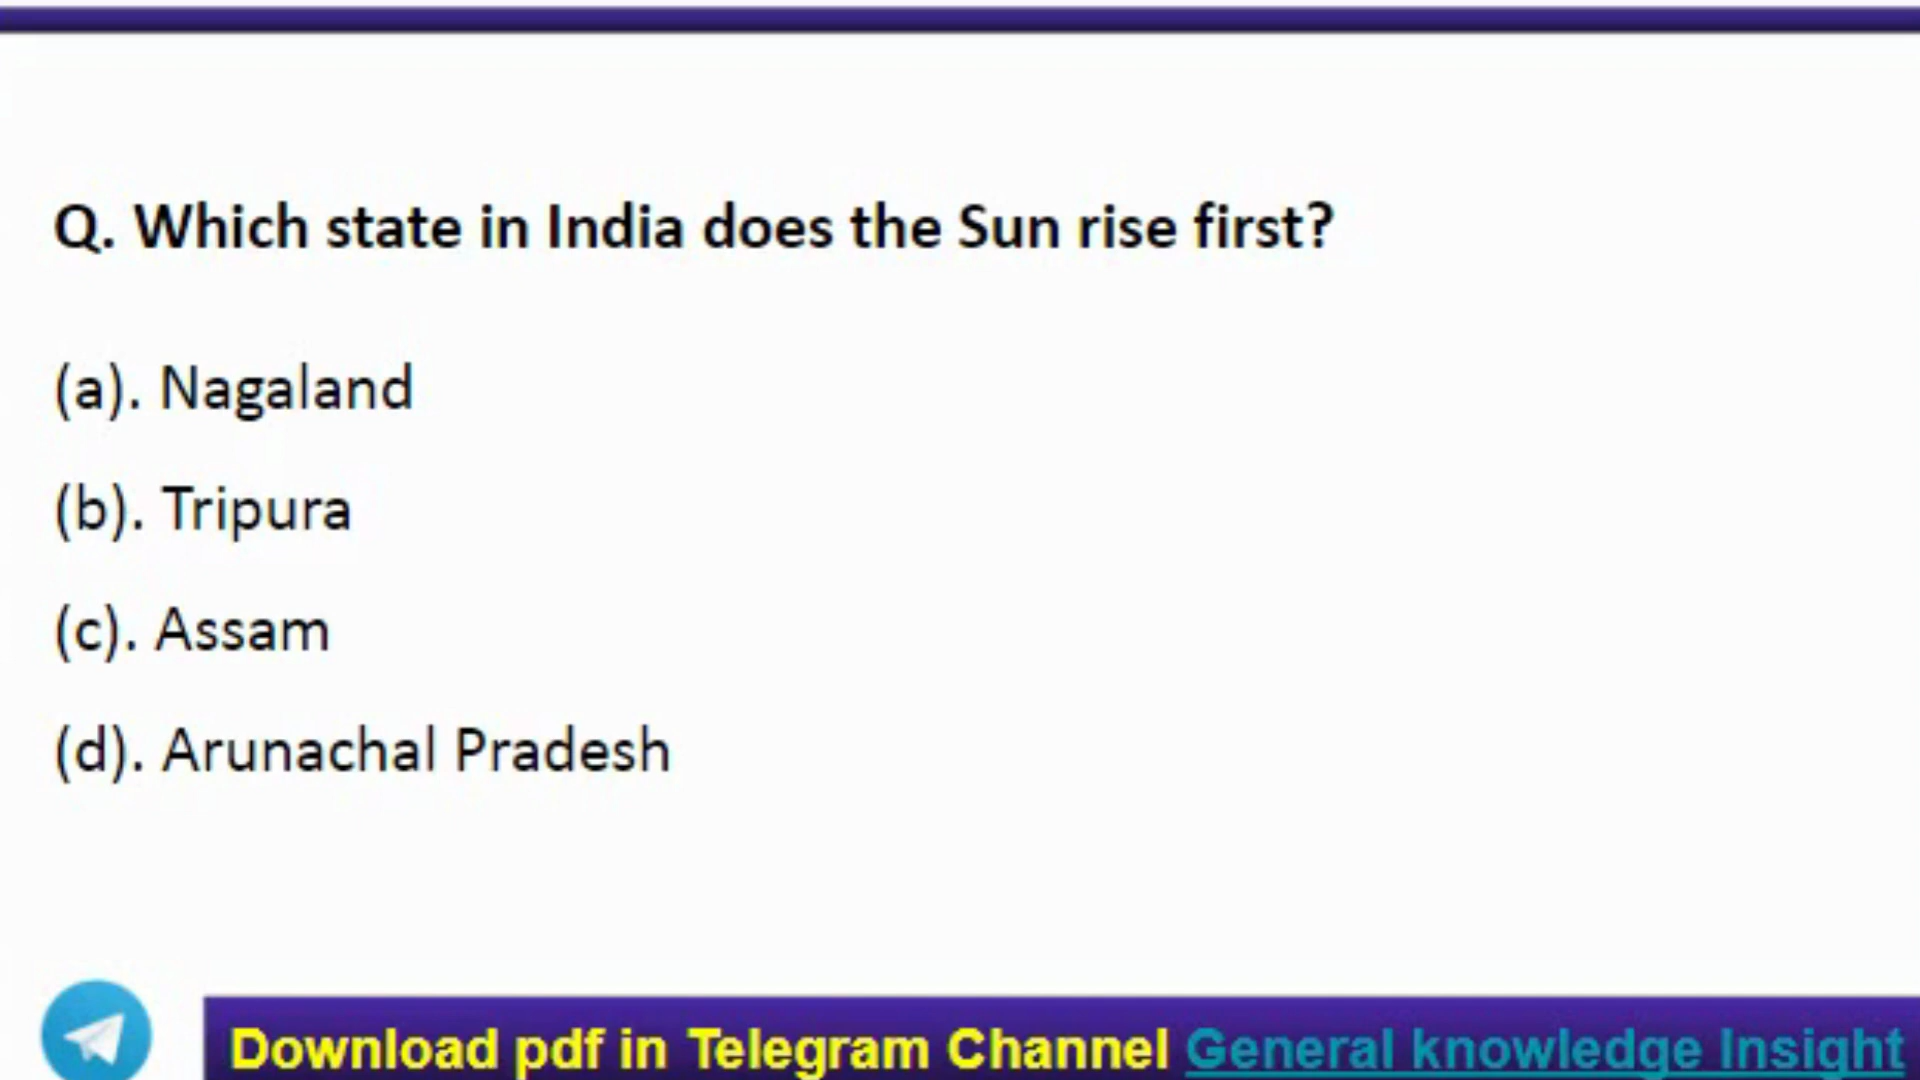 Q. Which state in India does the Sun rise first?
(a). Nagaland
(b). Tripura
(c). Assam
(d). Arunachal Pradesh
Download pdf in Telegram Channel General knowledge Insight